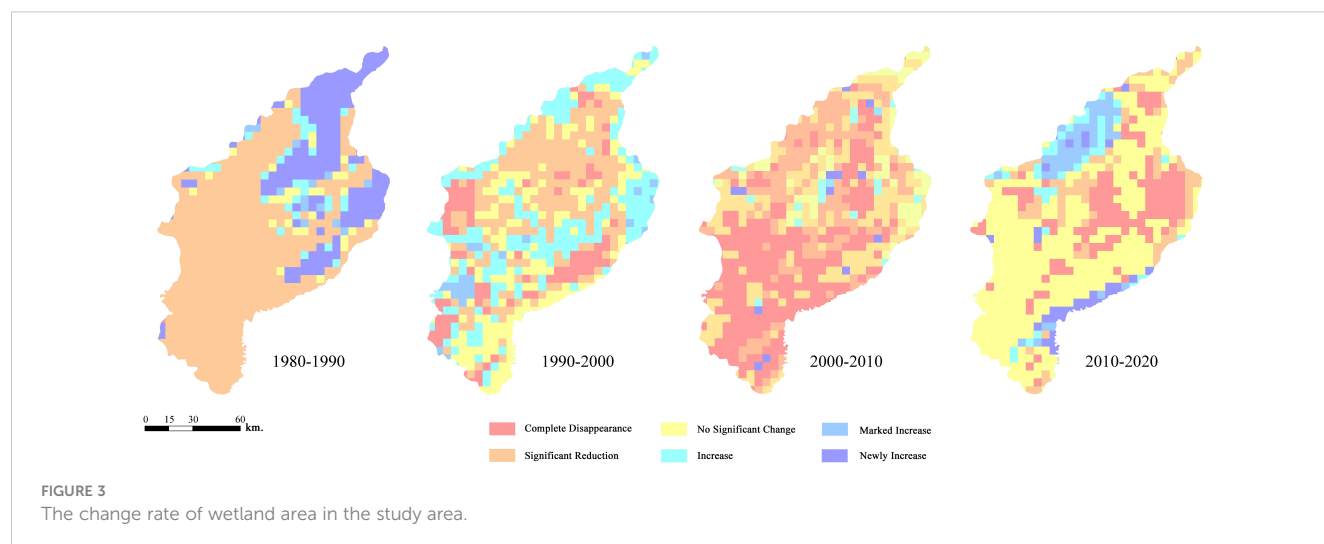 1980-1990
1990-2000
2000-2010
2010-2020
0 15 30 60 km.
Complete Disappearance
No Significant Change
Marked Increase
Significant Reduction
Increase
Newly Increase
FIGURE 3
The change rate of wetland area in the study area.